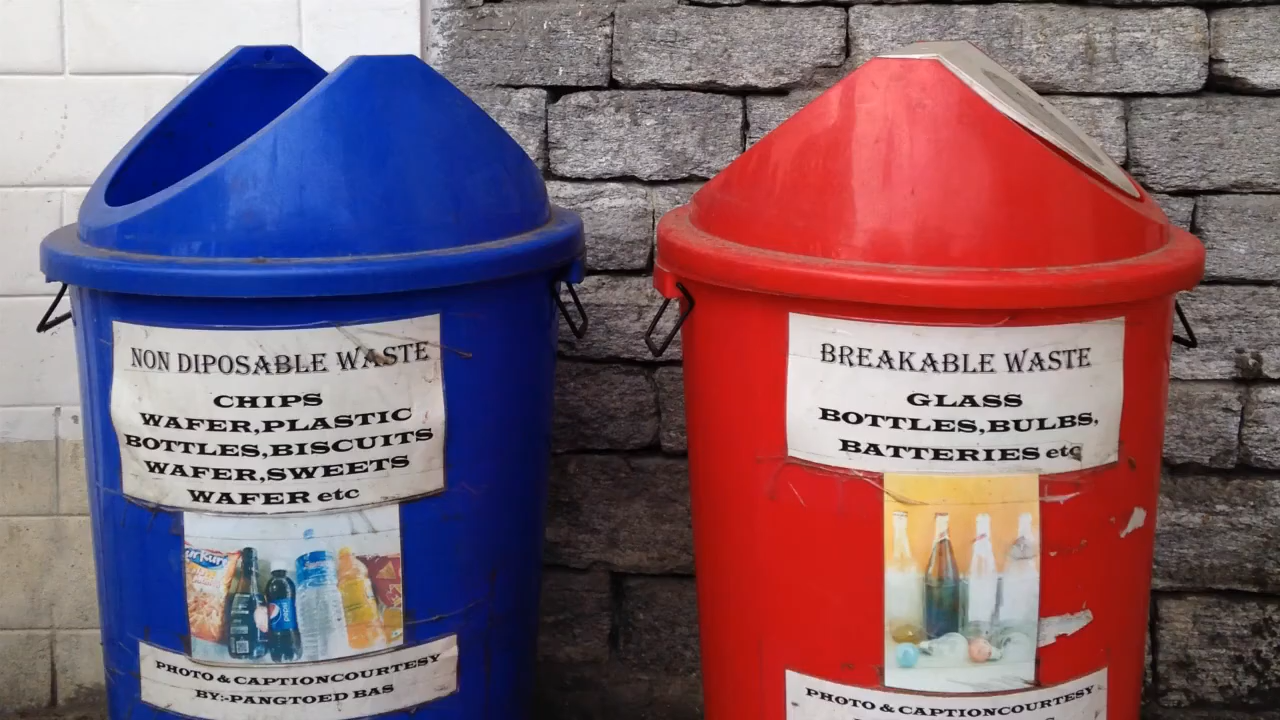 NON DIPOSABLE WASTE
CHIPS
WAFER,PLASTIC
BOTTLES,BISCUITS
WAFER,SWEETS
WAFER etc
pepsi
PHOTO & CAPTIONCOURTESY
BY:-PANGTOED BAS
BREAKABLE WASTE
GLASS
BOTTLES,BULBS,
BATTERIES etc
PHOTO & CAPTIONCOURTESY